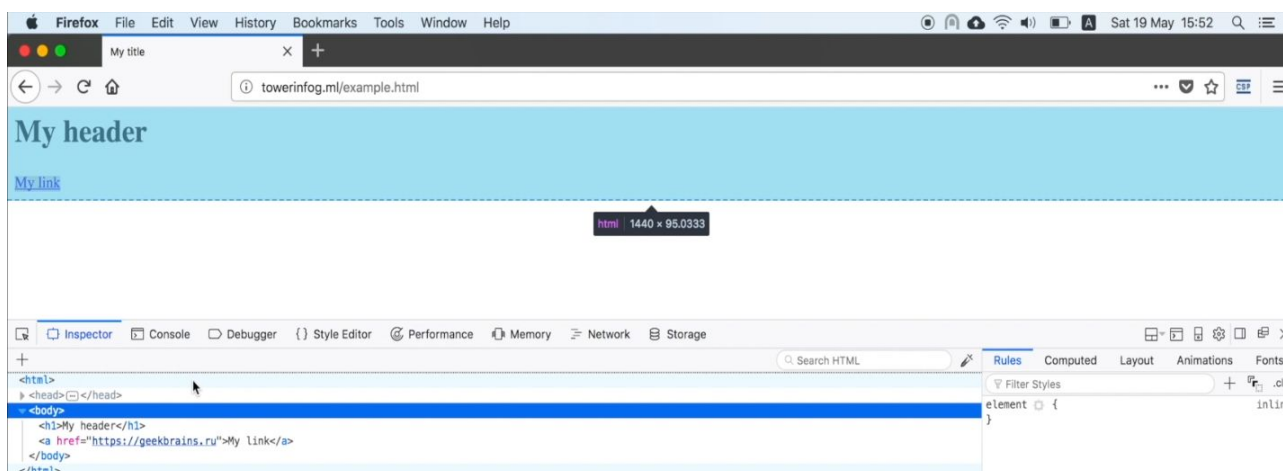 Firefox File Edit View History Bookmarks Tools Window Help A Sat 19 May 15:52
My title
towerinfog.ml/example.html CSP
My header
My link
html 1440 × 95.0333
Inspector Console Debugger {} Style Editor Performance Memory Network Storage
+ Search HTML Rules Computed Layout Animations Fonts
<html> Filter Styles +
<head></head> element {
<body> }
<h1>My header</h1>
<a href="https://geekbrains.ru">My link</a>
</body>
</html>